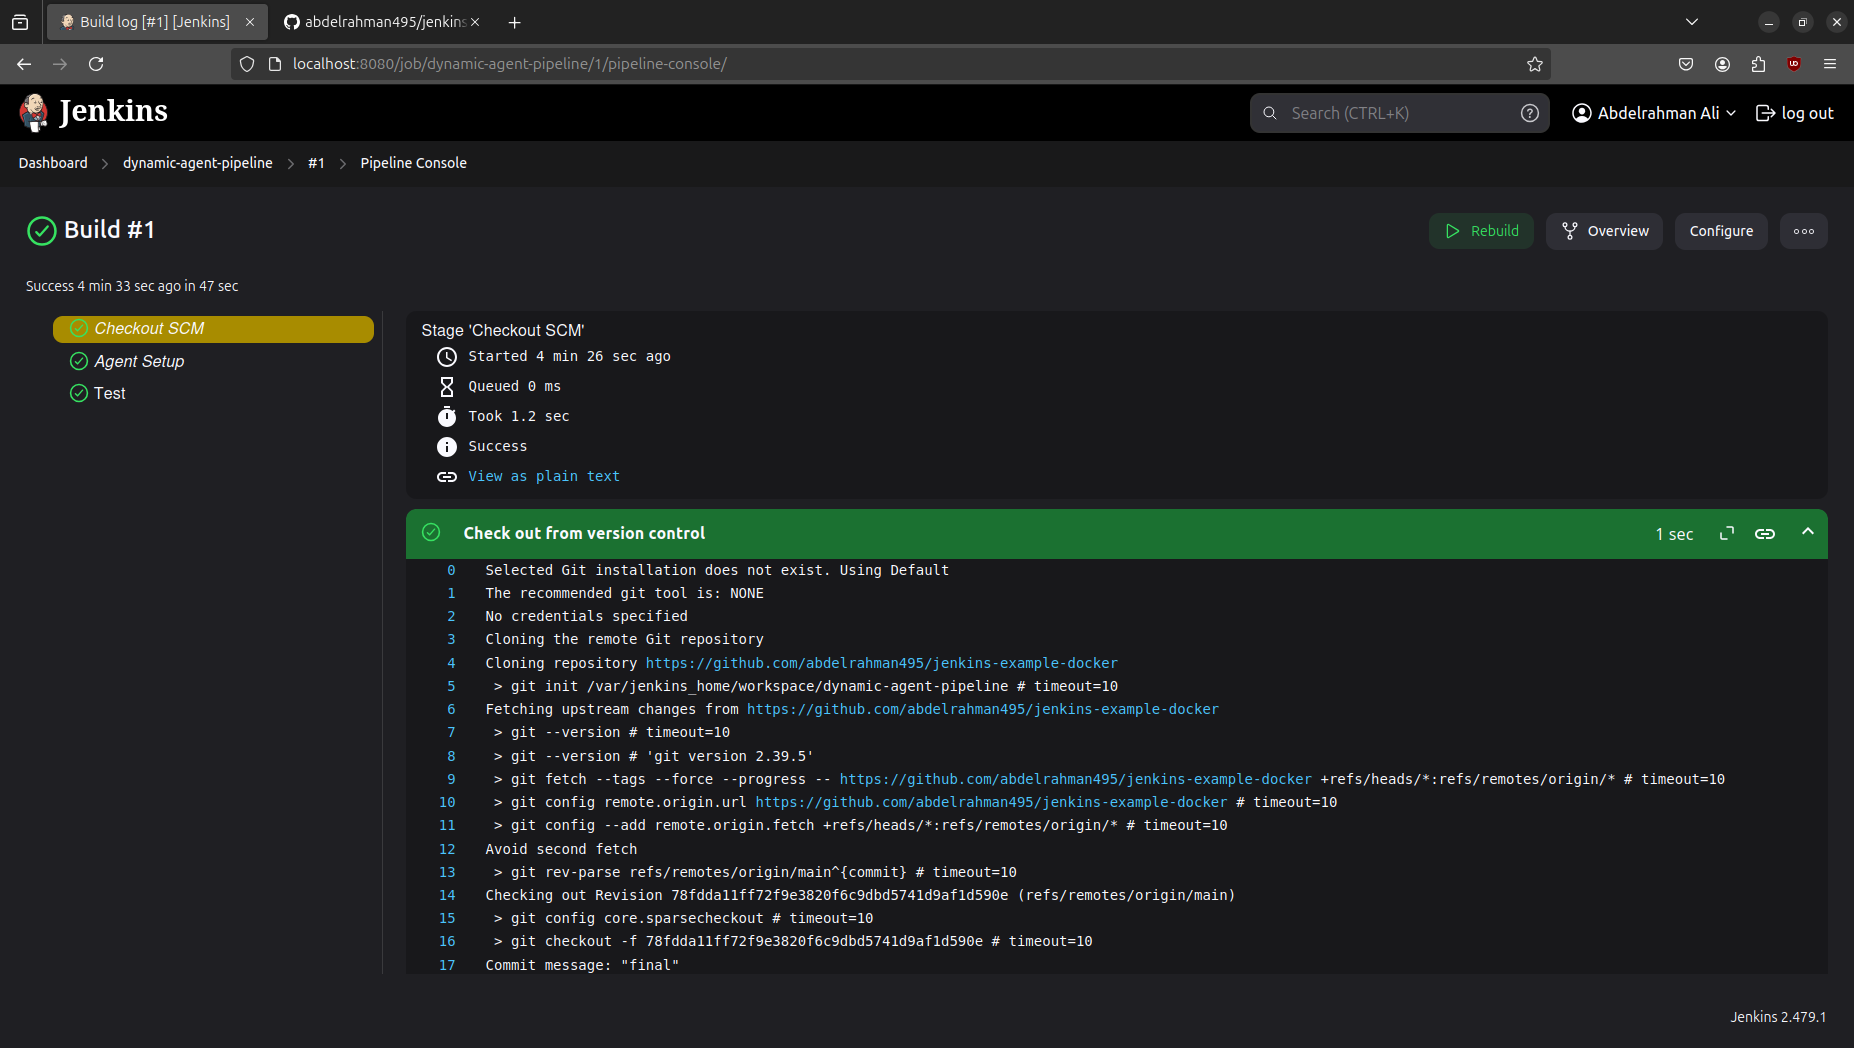 Build log [#1] [Jenkins]
abdelrahman495/jenkins
localhost:8080/job/dynamic-agent-pipeline/1/pipeline-console/
Jenkins
Search (CTRL+K)
Abdelrahman Ali
log out
Dashboard
dynamic-agent-pipeline
#1
Pipeline Console
Build #1
Rebuild
Overview
Configure
Success 4 min 33 sec ago in 47 sec
Checkout SCM
Agent Setup
Test
Stage 'Checkout SCM'
Started 4 min 26 sec ago
Queued 0 ms
Took 1.2 sec
Success
View as plain text
Check out from version control
1 sec
0 Selected Git installation does not exist. Using Default
1 The recommended git tool is: NONE
2 No credentials specified
3 Cloning the remote Git repository
4 Cloning repository https://github.com/abdelrahman495/jenkins-example-docker
5 > git init /var/jenkins_home/workspace/dynamic-agent-pipeline # timeout=10
6 Fetching upstream changes from https://github.com/abdelrahman495/jenkins-example-docker
7 > git --version # timeout=10
8 > git --version # 'git version 2.39.5'
9 > git fetch --tags --force --progress -- https://github.com/abdelrahman495/jenkins-example-docker +refs/heads/*:refs/remotes/origin/* # timeout=10
10 > git config remote.origin.url https://github.com/abdelrahman495/jenkins-example-docker # timeout=10
11 > git config --add remote.origin.fetch +refs/heads/*:refs/remotes/origin/* # timeout=10
12 Avoid second fetch
13 > git rev-parse refs/remotes/origin/main^{commit} # timeout=10
14 Checking out Revision 78fdda11ff72f9e3820f6c9dbd5741d9af1d590e (refs/remotes/origin/main)
15 > git config core.sparsecheckout # timeout=10
16 > git checkout -f 78fdda11ff72f9e3820f6c9dbd5741d9af1d590e # timeout=10
17 Commit message: "final"
Jenkins 2.479.1